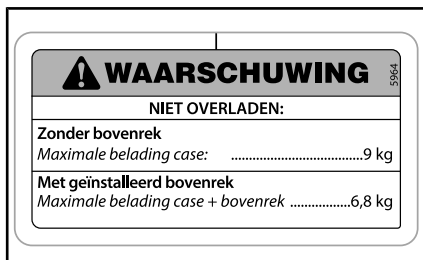 WAARSCHUWING
5964
NIET OVERLADEN:
Zonder bovenrek
Maximale belading case: ......................................9 kg
Met geïnstalleerd bovenrek
Maximale belading case + bovenrek .................6,8 kg